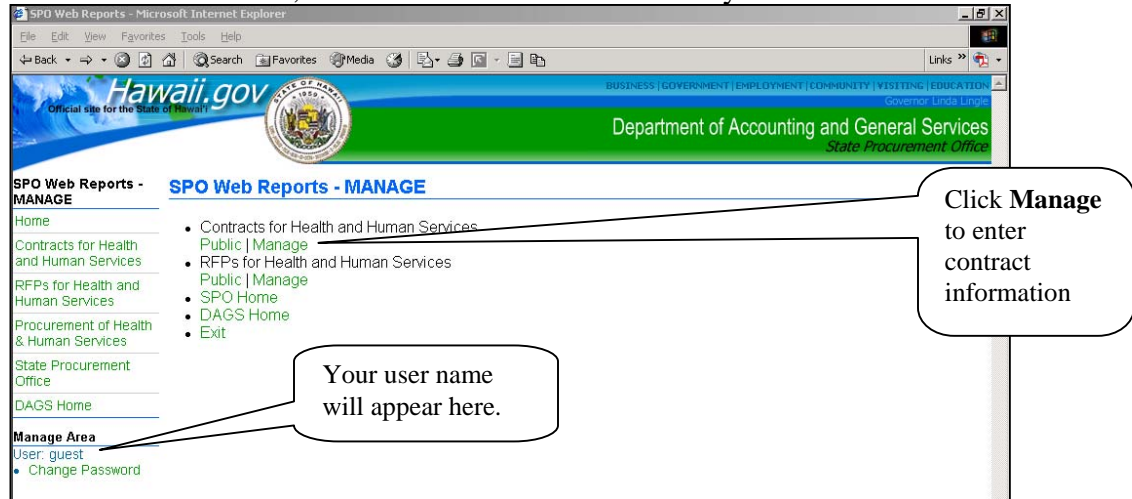 SPO Web Reports - Microsoft Internet Explorer
File Edit View Favorites Tools Help
Back Search Favorites Media Links »
Hawaii.gov
Official site for the State of Hawai'i
STATE OF HAWAII
1959
BUSINESS | GOVERNMENT | EMPLOYMENT | COMMUNITY | VISITING | EDUCATION
Governor Linda Lingle
Department of Accounting and General Services
State Procurement Office
SPO Web Reports -
MANAGE
Home
Contracts for Health
and Human Services
RFPs for Health and
Human Services
Procurement of Health
& Human Services
State Procurement
Office
DAGS Home
Manage Area
User: guest
• Change Password
SPO Web Reports - MANAGE
• Contracts for Health and Human Services
Public | Manage
• RFPs for Health and Human Services
Public | Manage
• SPO Home
• DAGS Home
• Exit
Click Manage
to enter
contract
information
Your user name
will appear here.